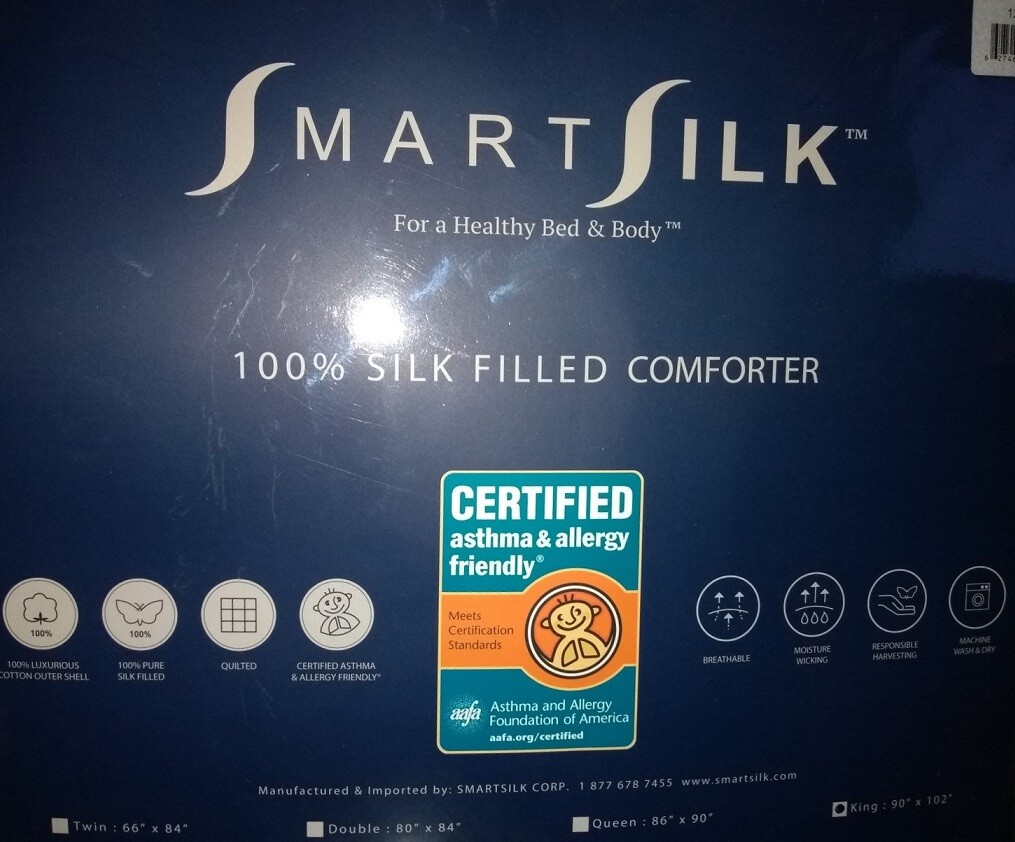 SMARTSILK™
For a Healthy Bed & Body™
100% SILK FILLED COMFORTER
CERTIFIED
asthma & allergy
friendly®
Meets
Certification
Standards
aafa
Asthma and Allergy
Foundation of America
aafa.org/certified
100%
100% LUXURIOUS
COTTON OUTER SHELL
100%
100% PURE
SILK FILLED
QUILTED
CERTIFIED ASTHMA
& ALLERGY FRIENDLY®
BREATHABLE
MOISTURE
WICKING
RESPONSIBLE
HARVESTING
MACHINE
WASH & DRY
Manufactured & Imported by: SMARTSILK CORP. 1 877 678 7455 www.smartsilk.com
Twin : 66" x 84"
Double : 80" x 84"
Queen : 86" x 90"
King : 90" x 102"